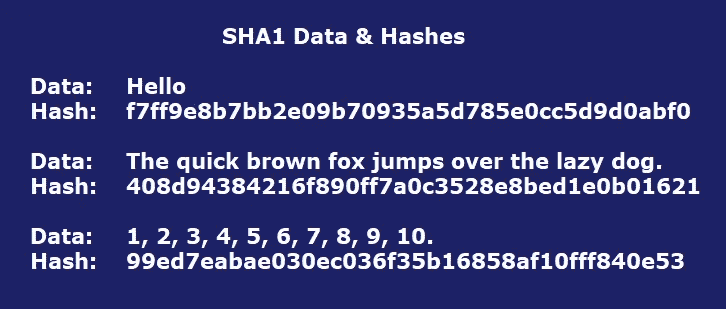 SHA1 Data & Hashes
Data: Hello
Hash: f7ff9e8b7bb2e09b70935a5d785e0cc5d9d0abf0
Data: The quick brown fox jumps over the lazy dog.
Hash: 408d94384216f890ff7a0c3528e8bed1e0b01621
Data: 1, 2, 3, 4, 5, 6, 7, 8, 9, 10.
Hash: 99ed7eabae030ec036f35b16858af10fff840e53